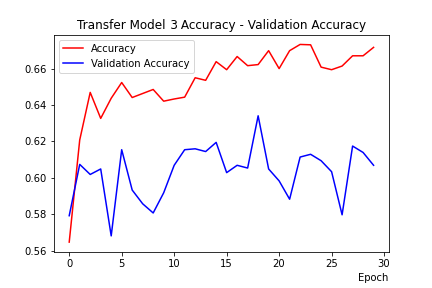 Transfer Model 3 Accuracy - Validation Accuracy
Accuracy
Validation Accuracy
0.66
0.64
0.62
0.60
0.58
0.56
0 5 10 15 20 25 30
Epoch